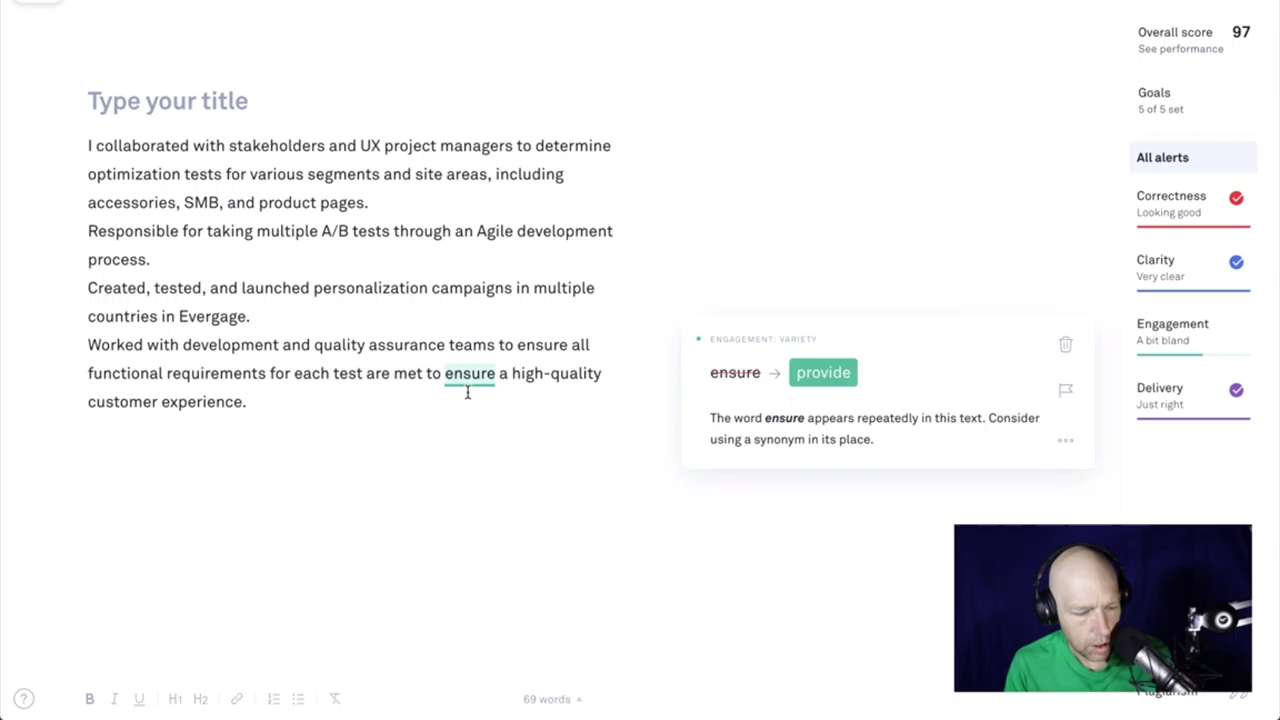 Overall score 97
See performance
Goals
5 of 5 set
All alerts
Correctness
Looking good
Clarity
Very clear
Engagement
A bit bland
Delivery
Just right
Type your title
I collaborated with stakeholders and UX project managers to determine
optimization tests for various segments and site areas, including
accessories, SMB, and product pages.
Responsible for taking multiple A/B tests through an Agile development
process.
Created, tested, and launched personalization campaigns in multiple
countries in Evergage.
Worked with development and quality assurance teams to ensure all
functional requirements for each test are met to ensure a high-quality
customer experience.
ENGAGEMENT: VARIETY
ensure → provide
The word ensure appears repeatedly in this text. Consider
using a synonym in its place.
? B I U H1 H2
69 words
Plagiarism